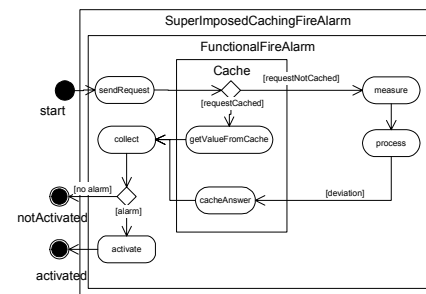 SuperImposedCachingFireAlarm
FunctionalFireAlarm
Cache
sendRequest
[requestNotCached]
measure
start
[requestCached]
collect
getValueFromCache
process
[no alarm]
[deviation]
notActivated
[alarm]
cacheAnswer
activate
activated